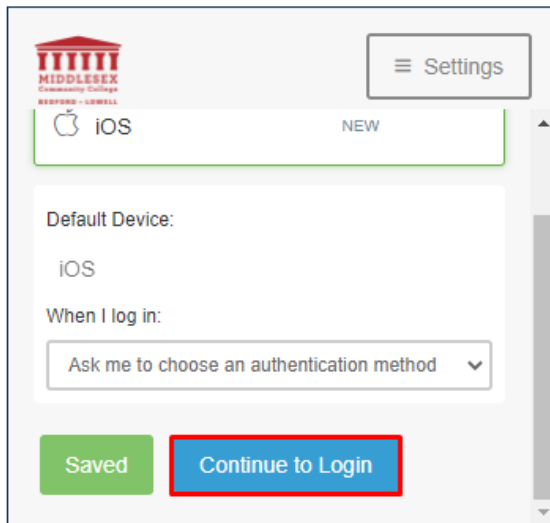 MIDDLESEX
Community College
BEDFORD - LOWELL
≡ Settings
iOS NEW
Default Device:
iOS
When I log in:
Ask me to choose an authentication method
Saved
Continue to Login